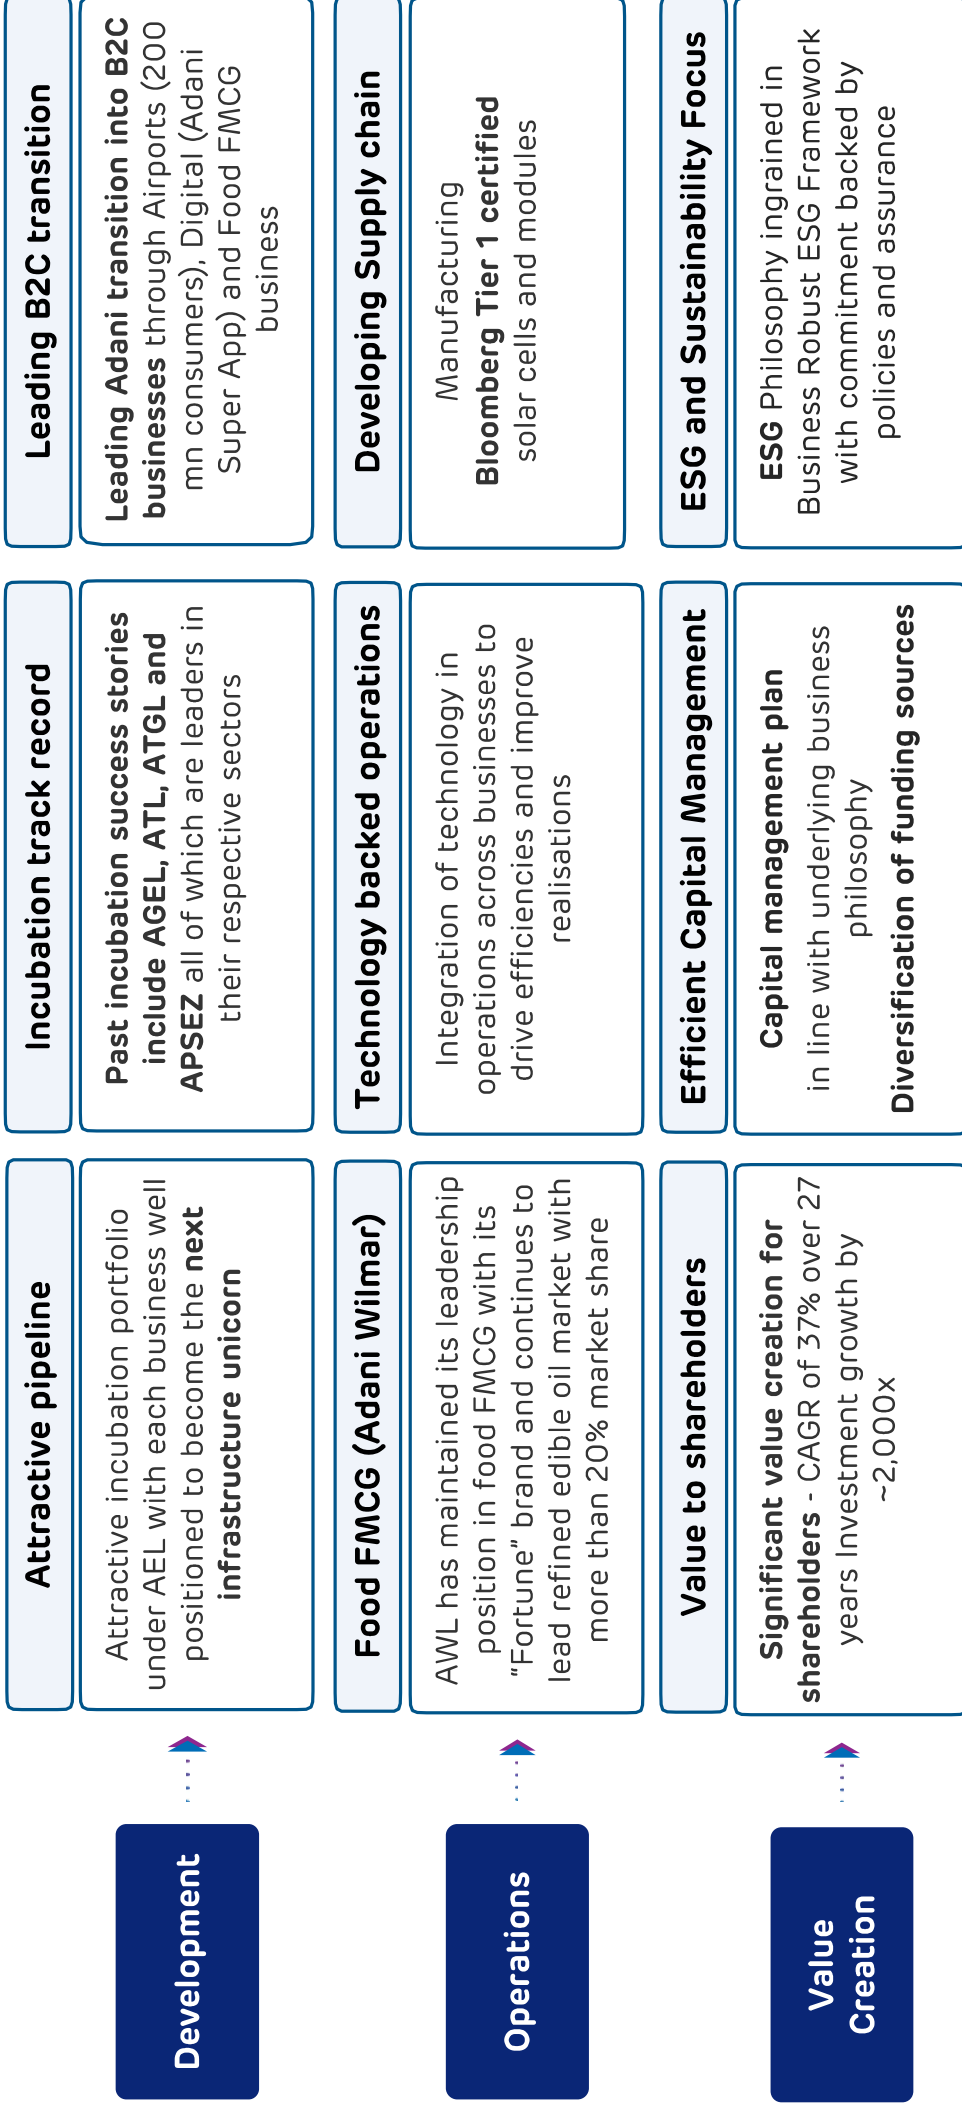 Development
Attractive pipeline
Attractive incubation portfolio
under AEL with each business well
positioned to become the next
infrastructure unicorn
Incubation track record
Past incubation success stories
include AGEL, ATL, ATGL and
APSEZ all of which are leaders in
their respective sectors
Leading B2C transition
Leading Adani transition into B2C
businesses through Airports (200
mn consumers), Digital (Adani
Super App) and Food FMCG
business
Operations
Food FMCG (Adani Wilmar)
AWL has maintained its leadership
position in food FMCG with its
"Fortune" brand and continues to
lead refined edible oil market with
more than 20% market share
Technology backed operations
Integration of technology in
operations across businesses to
drive efficiencies and improve
realisations
Developing Supply chain
Manufacturing
Bloomberg Tier 1 certified
solar cells and modules
Value
Creation
Value to shareholders
Significant value creation for
shareholders - CAGR of 37% over 27
years Investment growth by
~2,000x
Efficient Capital Management
Capital management plan
in line with underlying business
philosophy
Diversification of funding sources
ESG and Sustainability Focus
ESG Philosophy ingrained in
Business Robust ESG Framework
with commitment backed by
policies and assurance